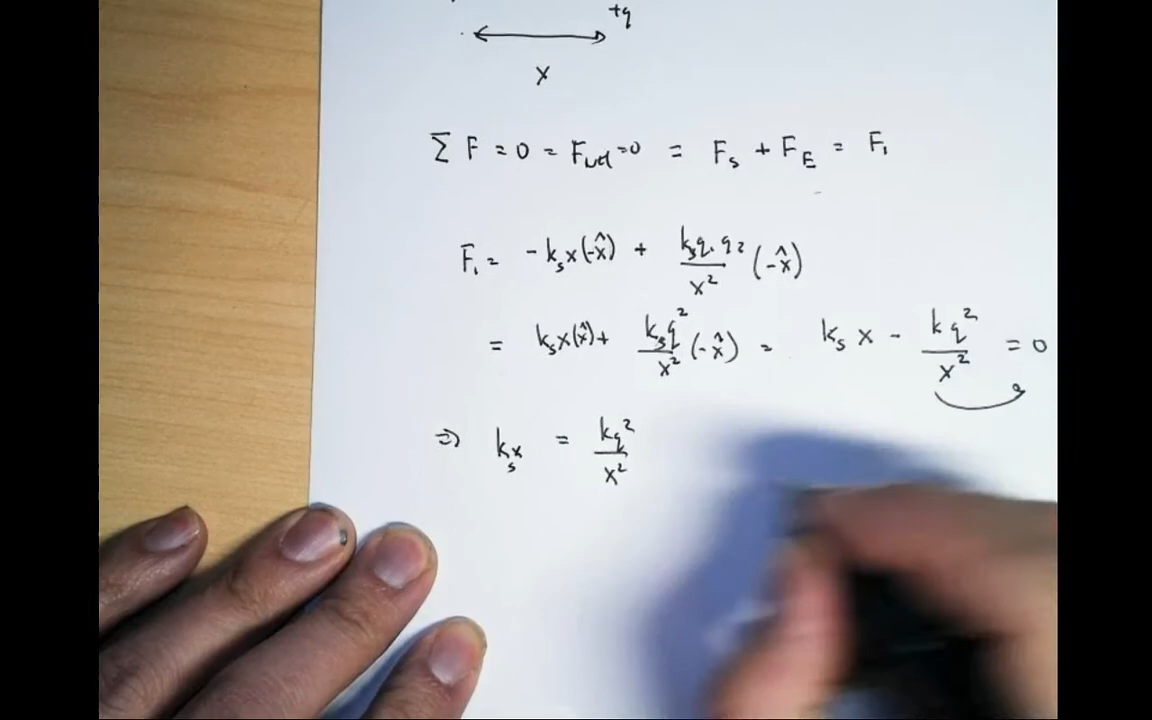 +q
x
Σ F = 0 = F_net = 0 = F_s + F_E = F_1
F_1 = -k_s x(-x̂) + k_s q_1 q_2 / x^2 (-x̂)
= k_s x(x̂) + k_s q^2 / x^2 (-x̂) = k_s x - k q^2 / x^2 = 0
⇒ k_s x = k q^2 / x^2